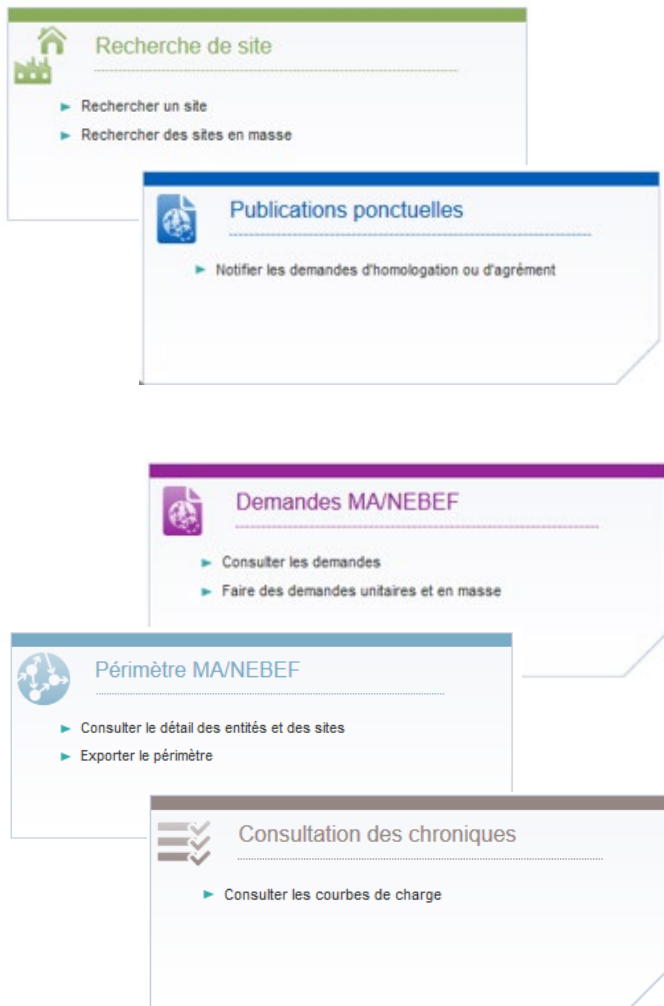 Recherche de site
Rechercher un site
Rechercher des sites en masse
Publications ponctuelles
Notifier les demandes d'homologation ou d'agrément
Demandes MA/NEBEF
Consulter les demandes
Faire des demandes unitaires et en masse
Périmètre MA/NEBEF
Consulter le détail des entités et des sites
Exporter le périmètre
Consultation des chroniques
Consulter les courbes de charge